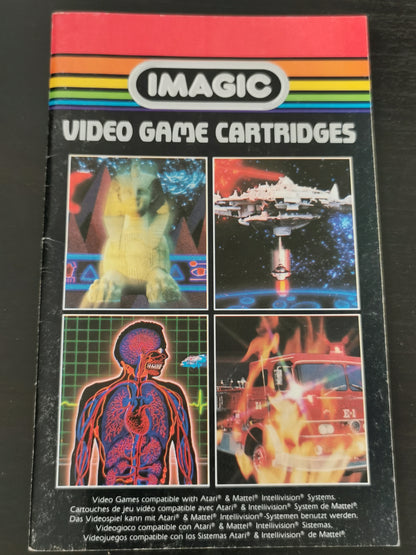 IMAGIC
VIDEO GAME CARTRIDGES
E-1
Video Games compatible with Atari® & Mattel® Intellivision® Systems.
Cartouches de jeu vidéo compatible avec Atari® & Intellivision® System de Mattel®.
Das Videospiel kann mit Atari® & Mattel® Intellivision®-Systemen benutzt werden.
Videogioco compatibile con Atari® & Mattel® Intellivision® Sistemas.
Videojuegos compatible con los Sistemas Atari® & Intellivision® de Mattel®.